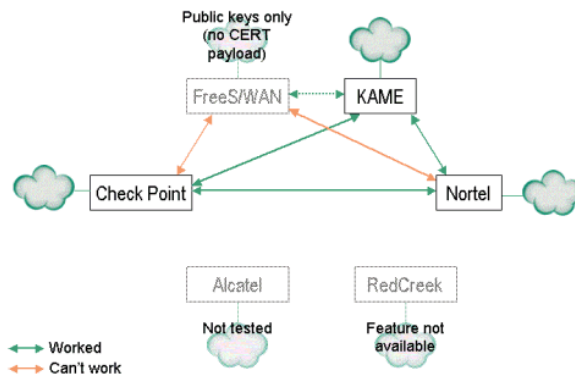 Public keys only
(no CERT
payload)
FreeS/WAN
KAME
Check Point
Nortel
Alcatel
RedCreek
Not tested
Feature not
available
Worked
Can't work